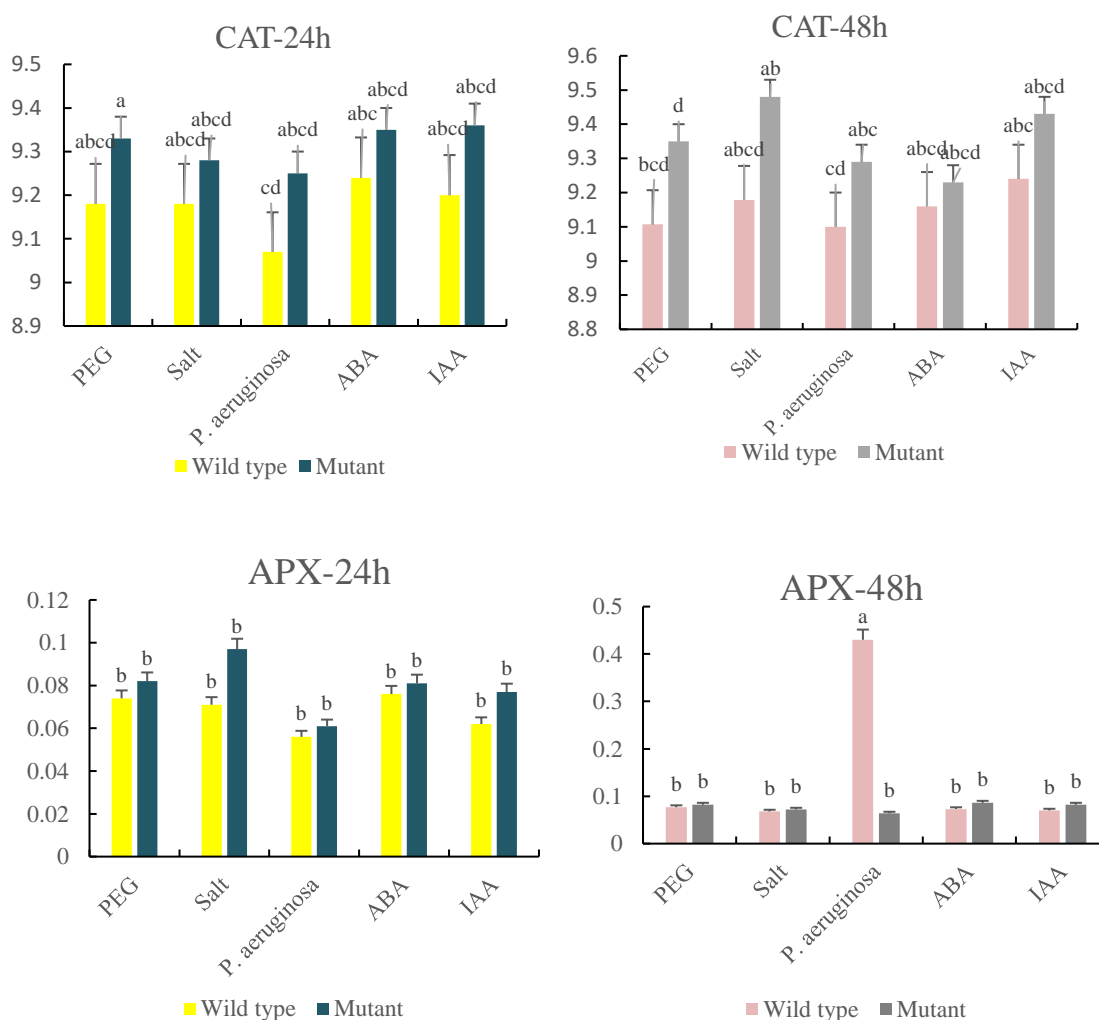 CAT-24h
9.5
9.4
9.3
9.2
9.1
9
8.9
abcd
a
abcd
abcd
cd
abcd
abc
abcd
abcd
abcd
PEG
Salt
P. aeruginosa
ABA
IAA
Wild type Mutant
CAT-48h
9.6
9.5
9.4
9.3
9.2
9.1
9
8.9
8.8
bcd
d
abcd
ab
cd
abc
abcd
abcd
abc
abcd
PEG
Salt
P. aeruginosa
ABA
IAA
Wild type Mutant
APX-24h
0.12
0.1
0.08
0.06
0.04
0.02
0
b
b
b
b
b
b
b
b
b
b
PEG
Salt
P. aeruginosa
ABA
IAA
Wild type Mutant
APX-48h
0.5
0.4
0.3
0.2
0.1
0
b
b
b
b
a
b
b
b
b
b
PEG
Salt
P. aeruginosa
ABA
IAA
Wild type Mutant